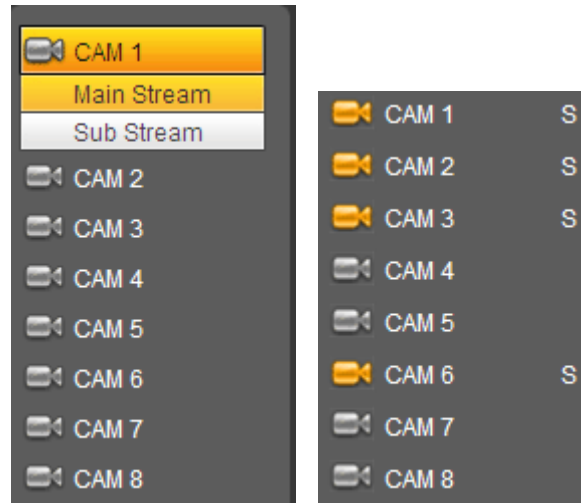 CAM 1
Main Stream
Sub Stream
CAM 2
CAM 3
CAM 4
CAM 5
CAM 6
CAM 7
CAM 8
CAM 1 S
CAM 2 S
CAM 3 S
CAM 4
CAM 5
CAM 6 S
CAM 7
CAM 8